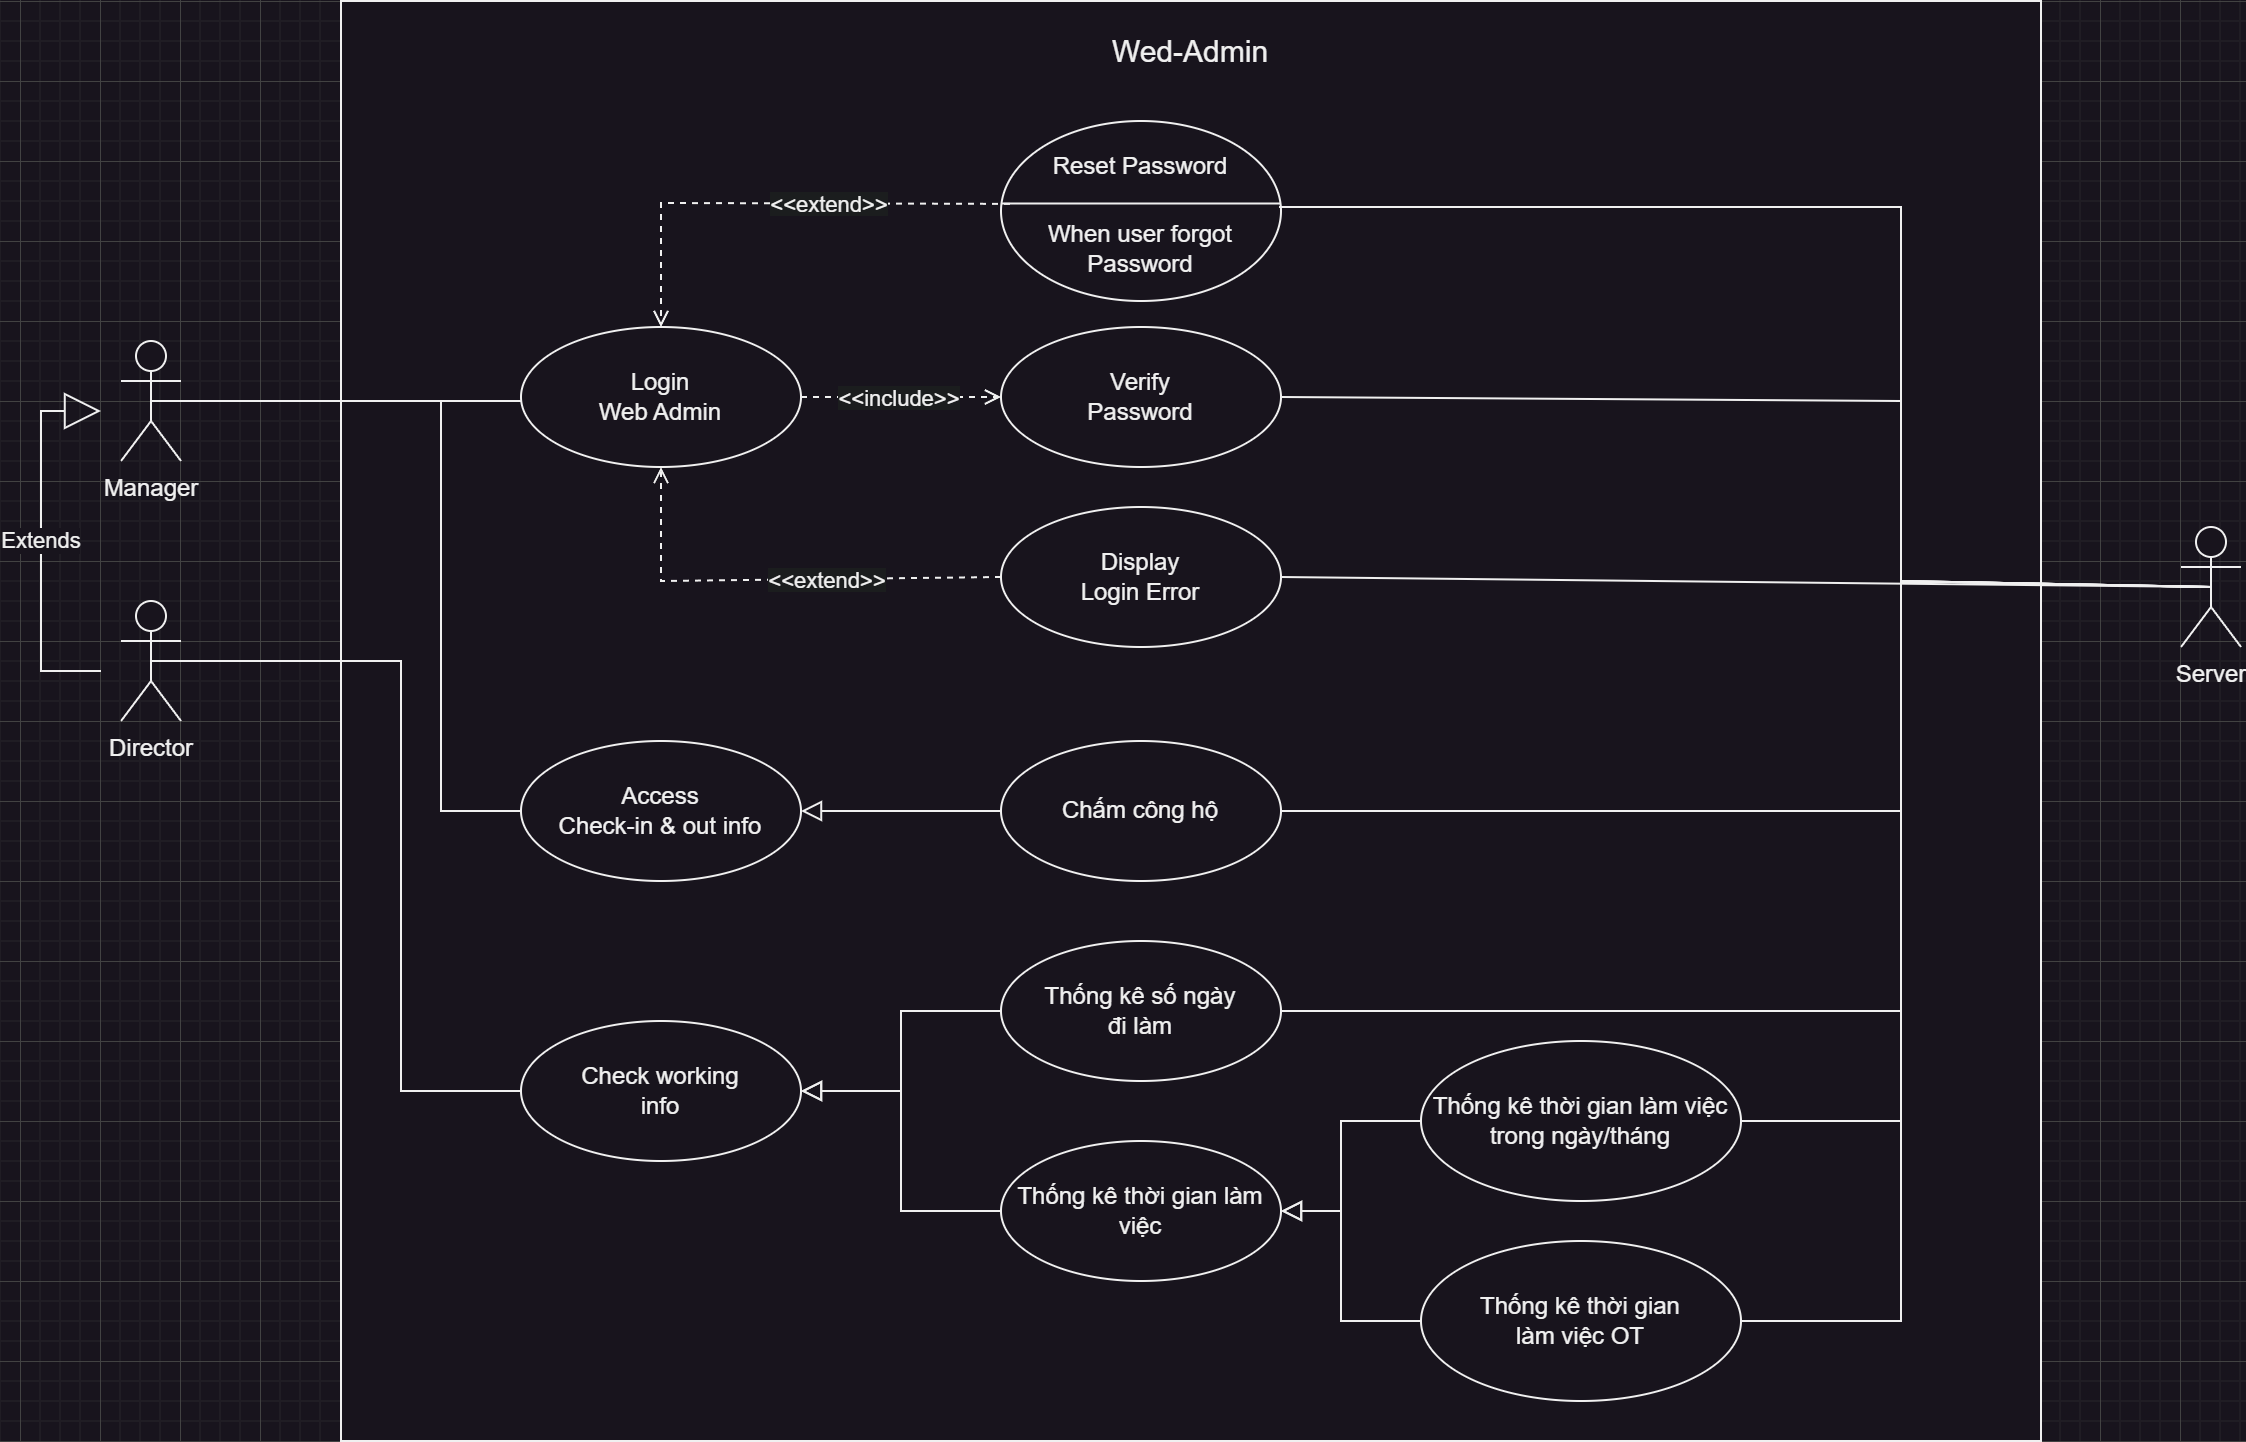 Wed-Admin
Reset Password
When user forgot
Password
<<extend>>
Login
Web Admin
<<include>>
Verify
Password
Manager
Extends
<<extend>>
Display
Login Error
Director
Server
Access
Check-in & out info
Chấm công hộ
Thống kê số ngày
đi làm
Check working
info
Thống kê thời gian làm việc
trong ngày/tháng
Thống kê thời gian làm
việc
Thống kê thời gian
làm việc OT